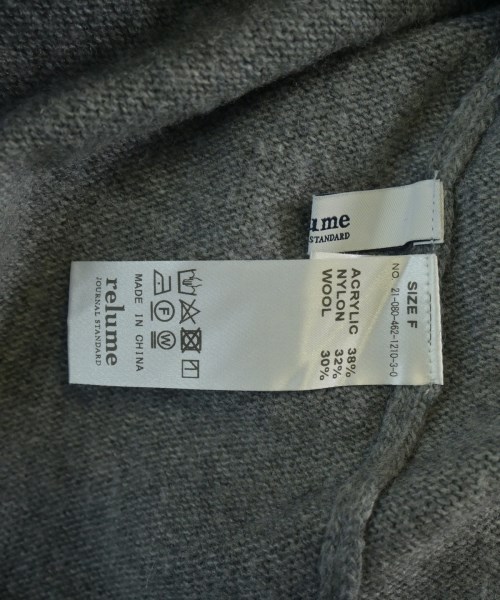 SIZE F
NO. 21-080-462-1210-3-0
ACRYLIC 38%
NYLON 32%
WOOL 30%
F W
MADE IN CHINA
relume
JOURNAL STANDARD
ume
STANDARD